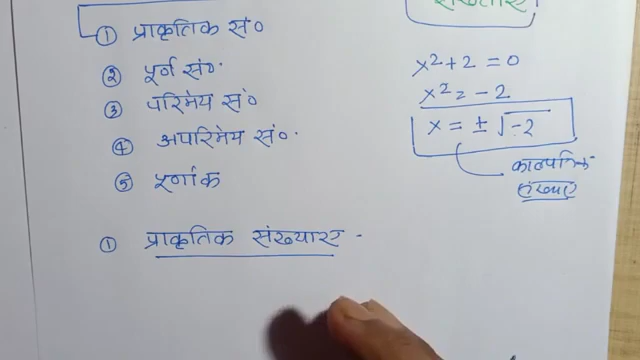 ① प्राकृतिक सं०
② पूर्ण सं०
③ परिमेय सं०
④ अपरिमेय सं०
⑤ पूर्णांक
x² + 2 = 0
x² = -2
x = ± √-2
काल्पनिक
संख्याए
① प्राकृतिक संख्याए